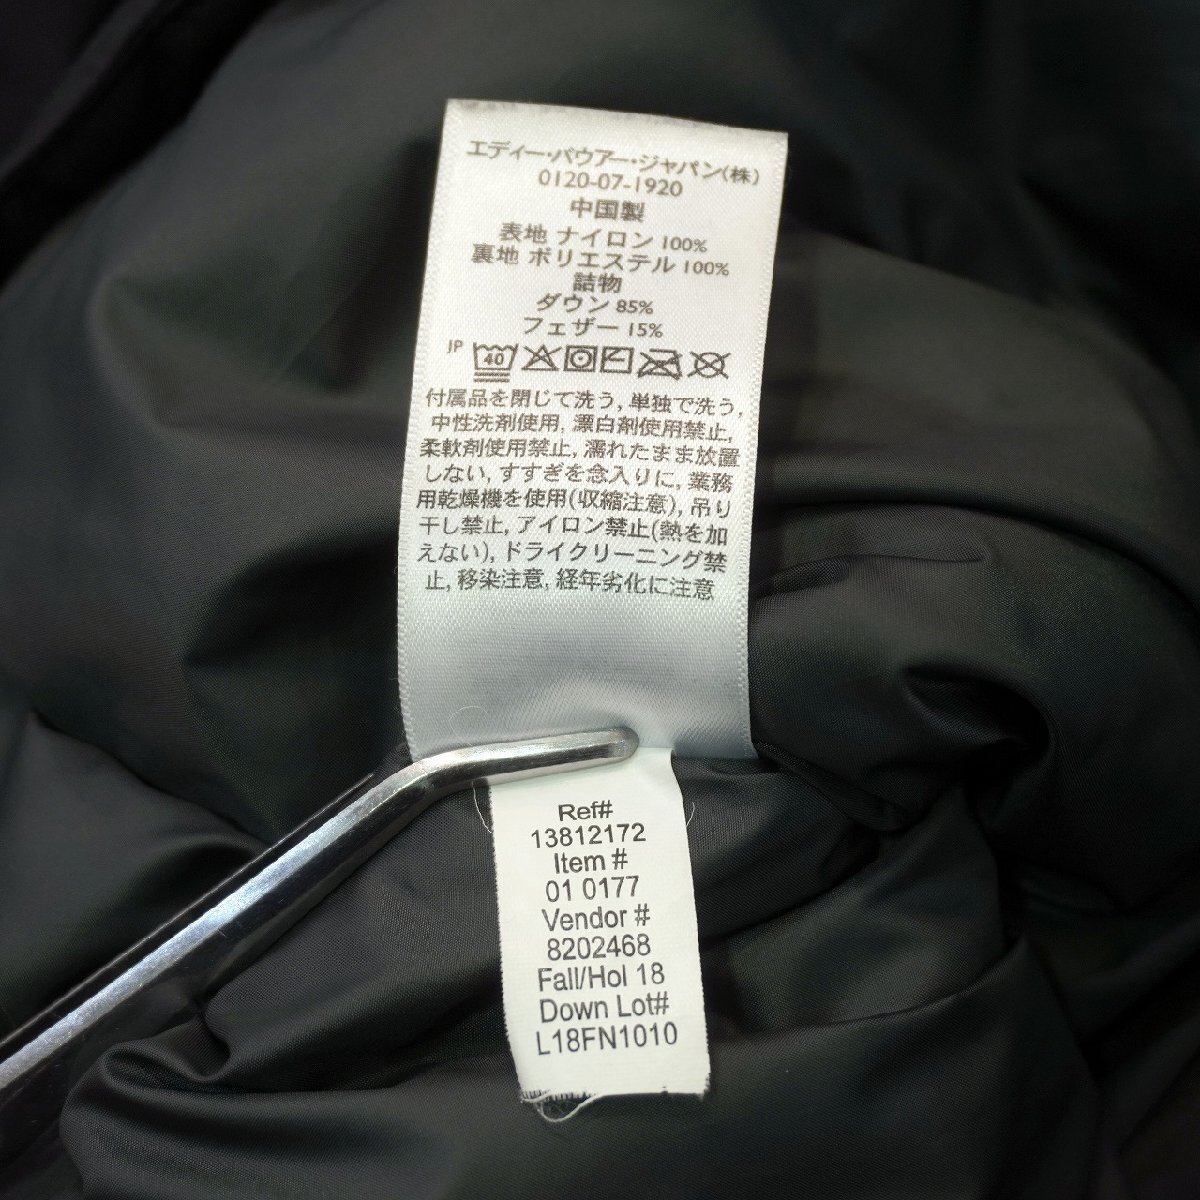 エディー・バウアー・ジャパン(株)
0120-07-1920
中国製
表地 ナイロン 100%
裏地 ポリエステル 100%
詰物
ダウン 85%
フェザー 15%
JP 40
付属品を閉じて洗う, 単独で洗う,
中性洗剤使用, 漂白剤使用禁止,
柔軟剤使用禁止, 濡れたまま放置
しない, すすぎを念入りに, 業務
用乾燥機を使用(収縮注意), 吊り
干し禁止, アイロン禁止(熱を加
えない), ドライクリーニング禁
止, 移染注意, 経年劣化に注意
Ref#
13812172
Item #
01 0177
Vendor #
8202468
Fall/Hol 18
Down Lot#
L18FN1010